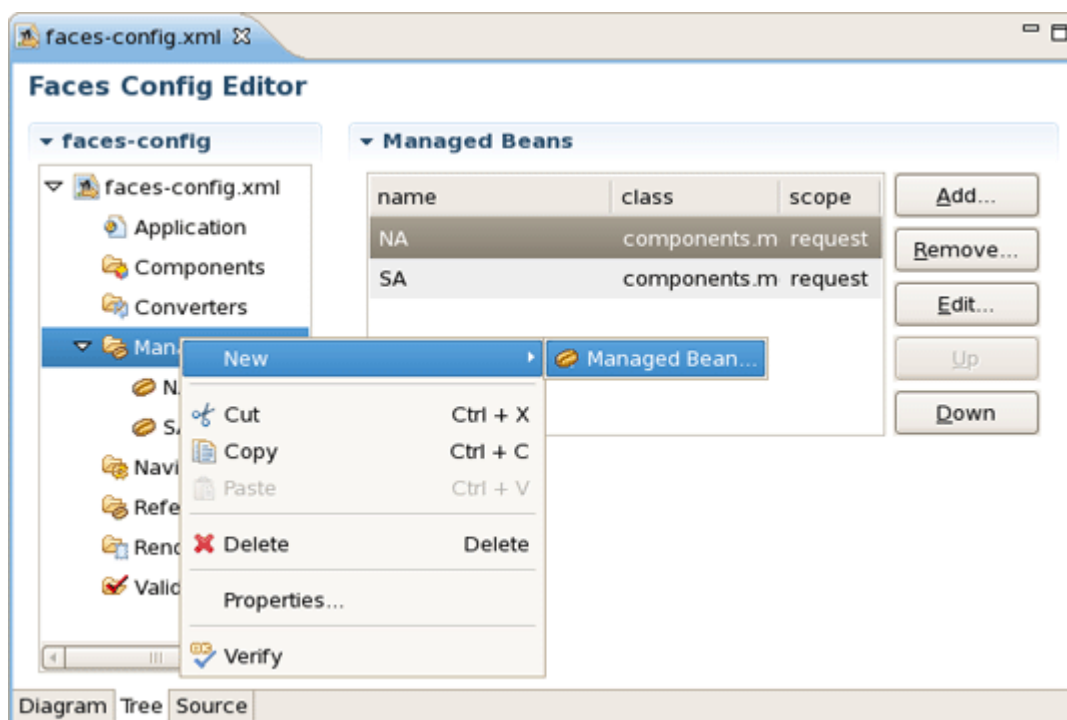 faces-config.xml
Faces Config Editor
faces-config
Managed Beans
faces-config.xml
Application
Components
Converters
name class scope
NA components.m request
SA components.m request
Add...
Remove...
Edit...
Up
Down
New
Managed Bean...
Cut Ctrl + X
Copy Ctrl + C
Paste Ctrl + V
Delete Delete
Properties...
Verify
Diagram Tree Source